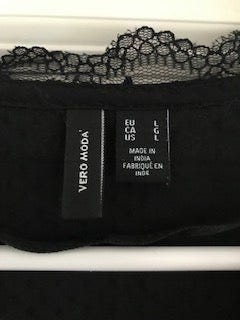 VERO MODA
EU L
CA G
US L
MADE IN
INDIA
FABRIQUÉ EN
INDE